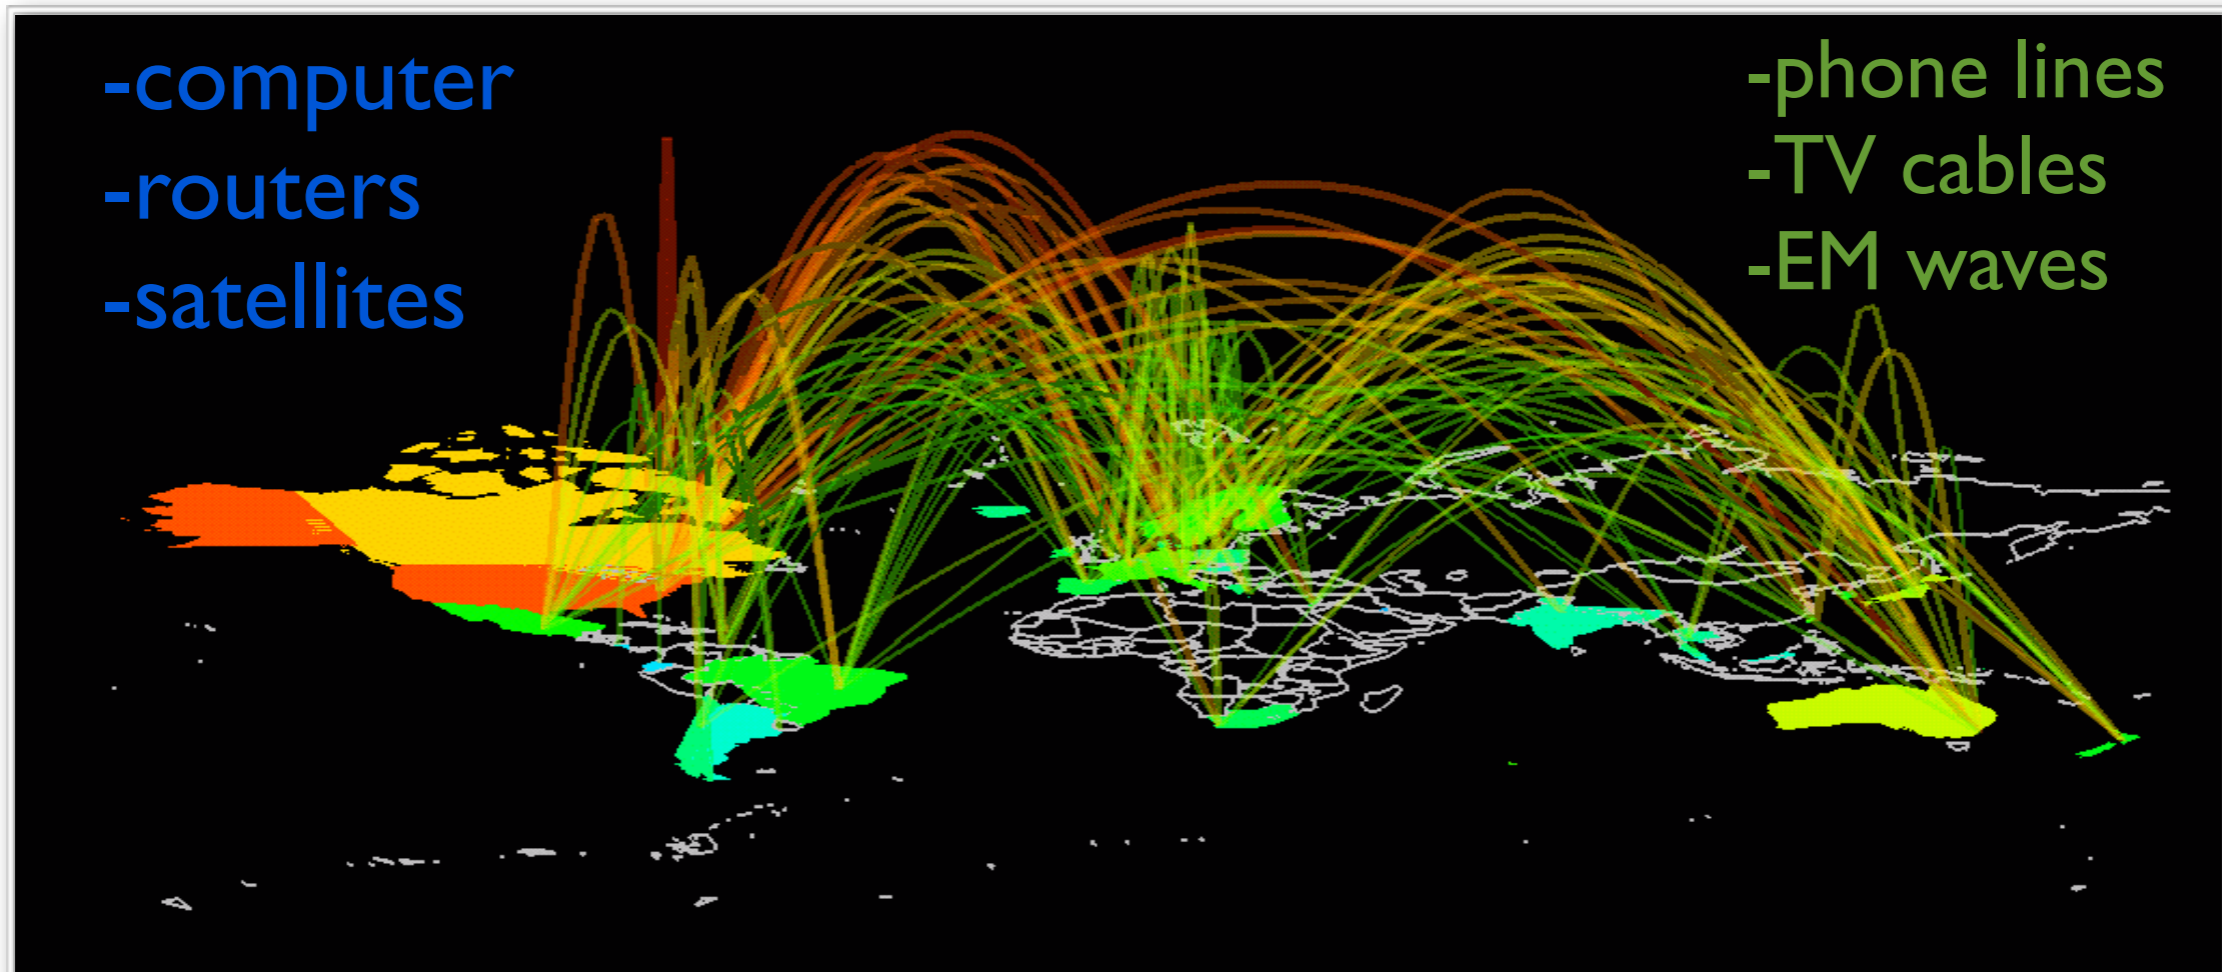 -computer
-routers
-satellites
-phone lines
-TV cables
-EM waves